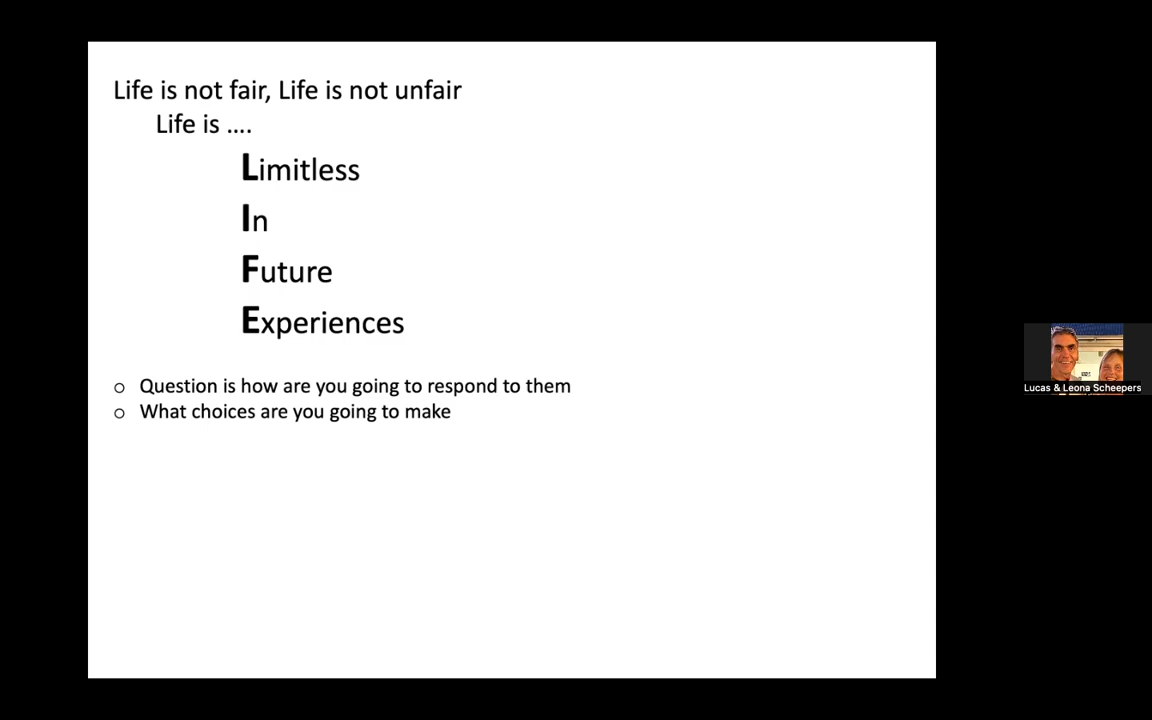 Life is not fair, Life is not unfair
Life is ....
Limitless
In
Future
Experiences
o Question is how are you going to respond to them
o What choices are you going to make
Lucas & Leona Scheepers